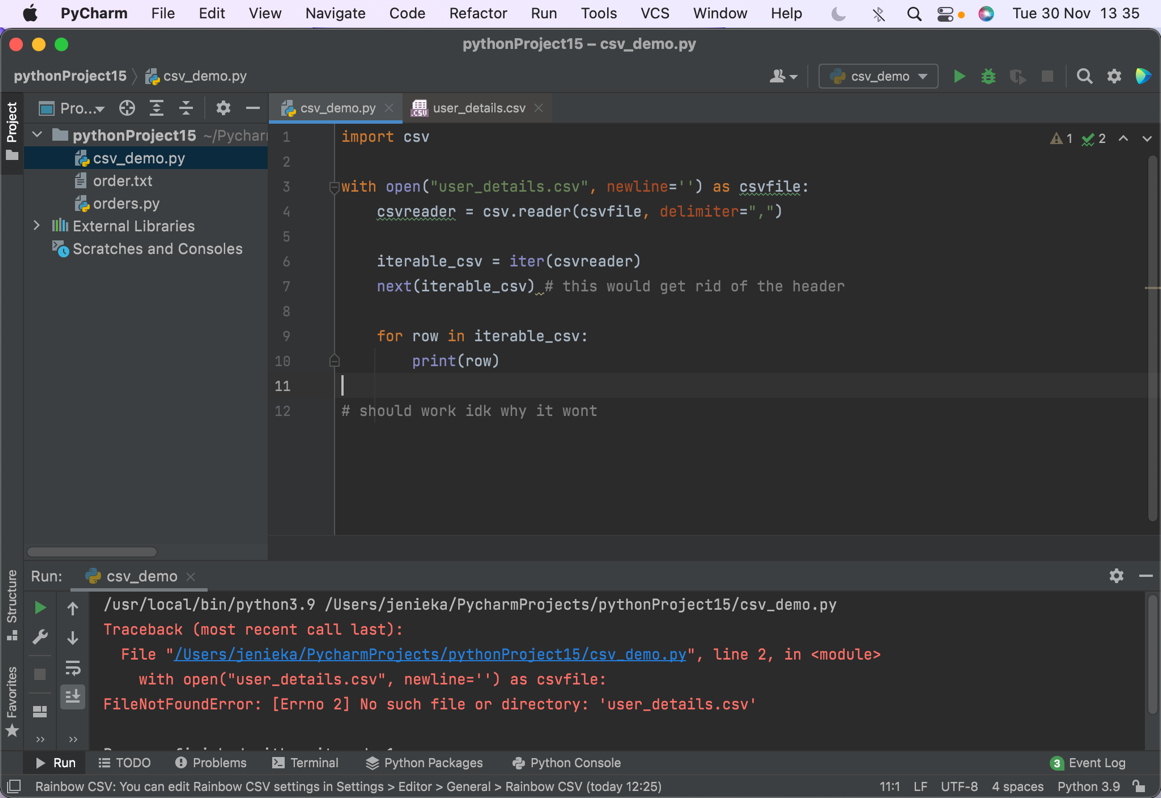 PyCharm File Edit View Navigate Code Refactor Run Tools VCS Window Help Tue 30 Nov 13 35
pythonProject15 – csv_demo.py
pythonProject15 csv_demo.py csv_demo
Project
Pro... csv_demo.py user_details.csv
pythonProject15 ~/Pycharm
csv_demo.py
order.txt
orders.py
External Libraries
Scratches and Consoles
1 2
1 import csv
2
3 with open("user_details.csv", newline='') as csvfile:
4 csvreader = csv.reader(csvfile, delimiter=",")
5
6 iterable_csv = iter(csvreader)
7 next(iterable_csv) # this would get rid of the header
8
9 for row in iterable_csv:
10 print(row)
11
12 # should work idk why it wont
Run: csv_demo
Structure
Favorites
/usr/local/bin/python3.9 /Users/jenieka/PycharmProjects/pythonProject15/csv_demo.py
Traceback (most recent call last):
File "/Users/jenieka/PycharmProjects/pythonProject15/csv_demo.py", line 2, in <module>
with open("user_details.csv", newline='') as csvfile:
FileNotFoundError: [Errno 2] No such file or directory: 'user_details.csv'
Run TODO Problems Terminal Python Packages Python Console 3 Event Log
Rainbow CSV: You can edit Rainbow CSV settings in Settings > Editor > General > Rainbow CSV (today 12:25) 11:1 LF UTF-8 4 spaces Python 3.9